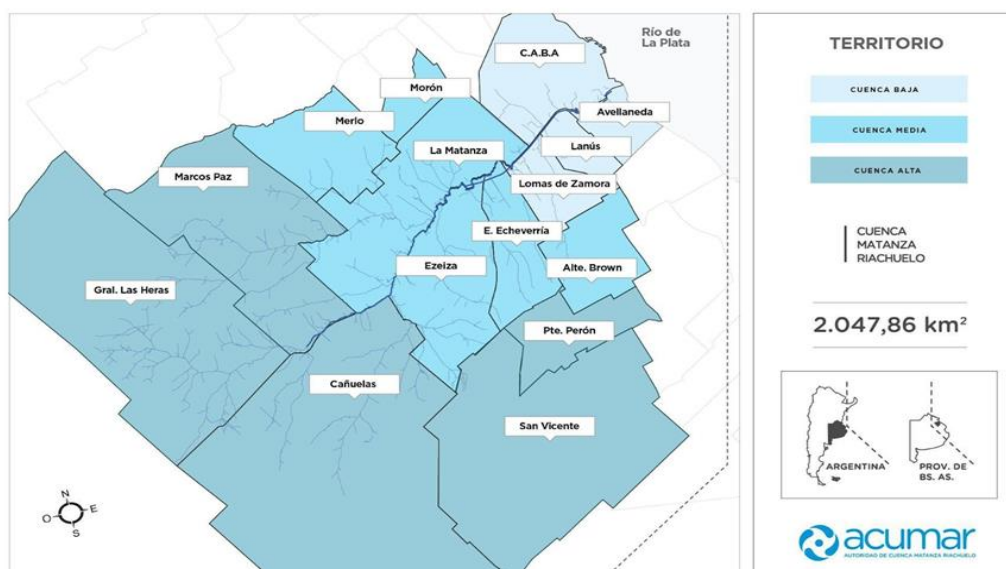 Río de
La Plata
C.A.B.A
Morón
Avellaneda
Merlo
Lanús
La Matanza
Marcos Paz
Lomas de Zamora
E. Echeverría
Ezeiza
Alte. Brown
Gral. Las Heras
Pte. Perón
Cañuelas
San Vicente
N
O
E
S
TERRITORIO
CUENCA BAJA
CUENCA MEDIA
CUENCA ALTA
CUENCA
MATANZA
RIACHUELO
2.047,86 km²
ARGENTINA
PROV. DE
BS. AS.
acumar
AUTORIDAD DE CUENCA MATANZA RIACHUELO